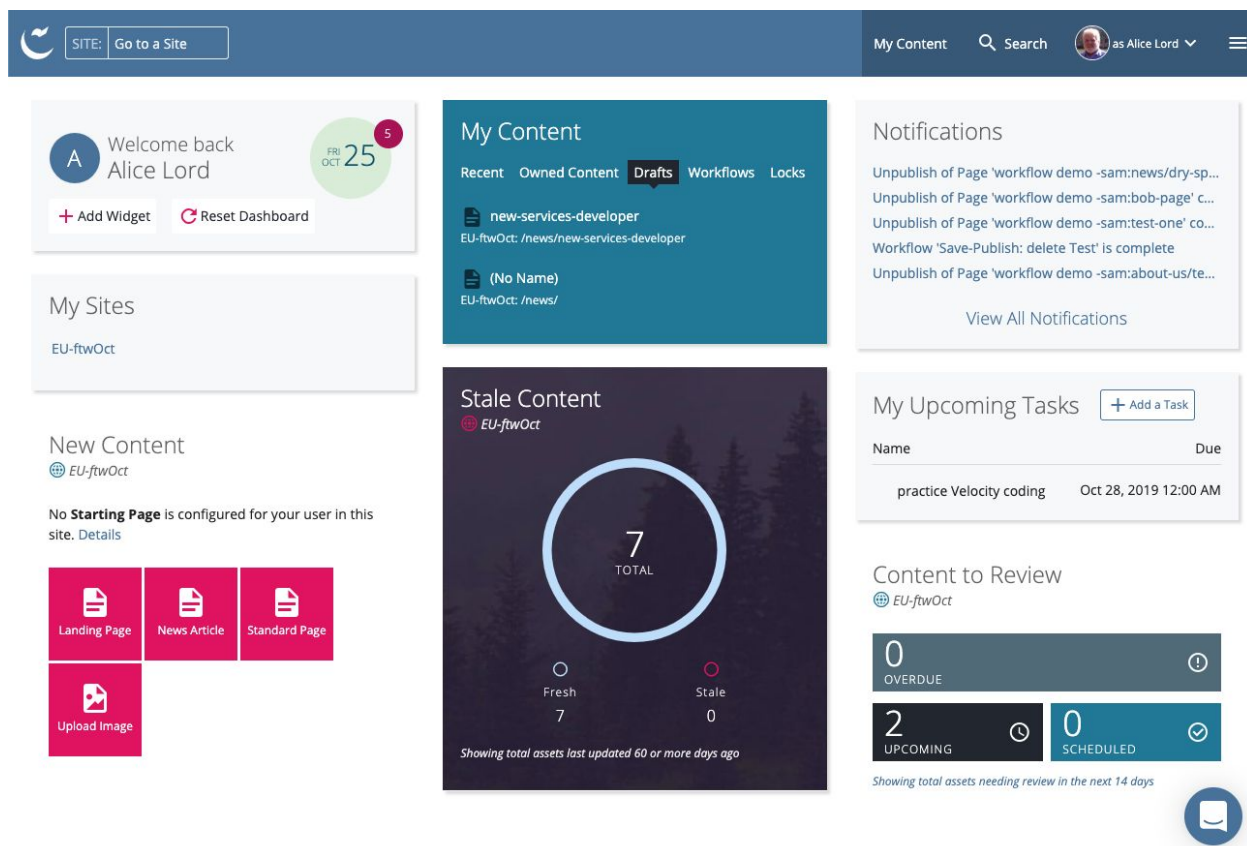 SITE: Go to a Site
My Content
Search
as Alice Lord
A
Welcome back
Alice Lord
FRI
OCT
25
5
+ Add Widget
Reset Dashboard
My Sites
EU-ftwOct
New Content
EU-ftwOct
No Starting Page is configured for your user in this
site. Details
Landing Page
News Article
Standard Page
Upload Image
My Content
Recent Owned Content Drafts Workflows Locks
new-services-developer
EU-ftwOct: /news/new-services-developer
(No Name)
EU-ftwOct: /news/
Stale Content
EU-ftwOct
7
TOTAL
Fresh
7
Stale
0
Showing total assets last updated 60 or more days ago
Notifications
Unpublish of Page 'workflow demo -sam:news/dry-sp...
Unpublish of Page 'workflow demo -sam:bob-page' c...
Unpublish of Page 'workflow demo -sam:test-one' co...
Workflow 'Save-Publish: delete Test' is complete
Unpublish of Page 'workflow demo -sam:about-us/te...
View All Notifications
My Upcoming Tasks
+ Add a Task
Name Due
practice Velocity coding Oct 28, 2019 12:00 AM
Content to Review
EU-ftwOct
0
OVERDUE
2
UPCOMING
0
SCHEDULED
Showing total assets needing review in the next 14 days